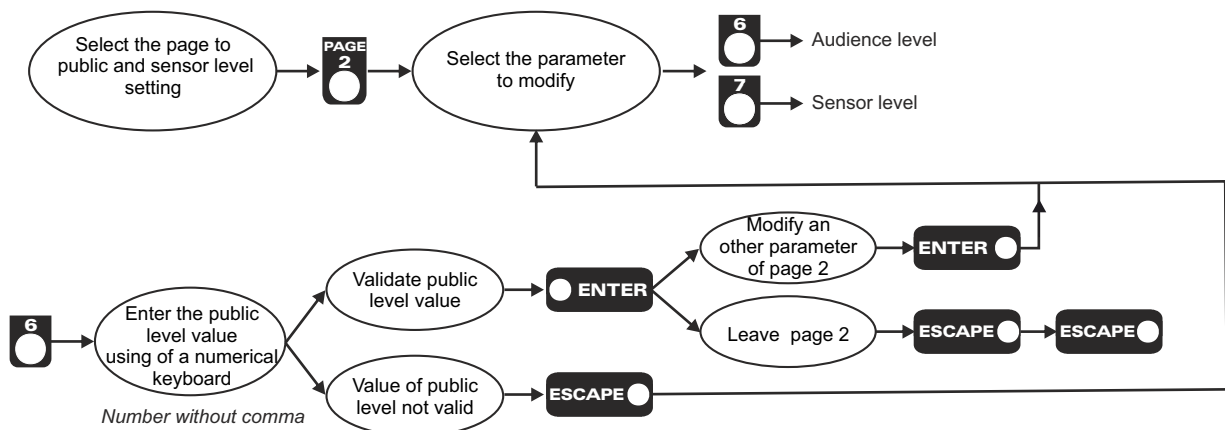 Select the page to
public and sensor level
setting
PAGE
2
Select the parameter
to modify
6
Audience level
7
Sensor level
6
Enter the public
level value
using of a numerical
keyboard
Number without comma
Validate public
level value
ENTER
Modify an
other parameter
of page 2
ENTER
Leave page 2
ESCAPE
ESCAPE
Value of public
level not valid
ESCAPE